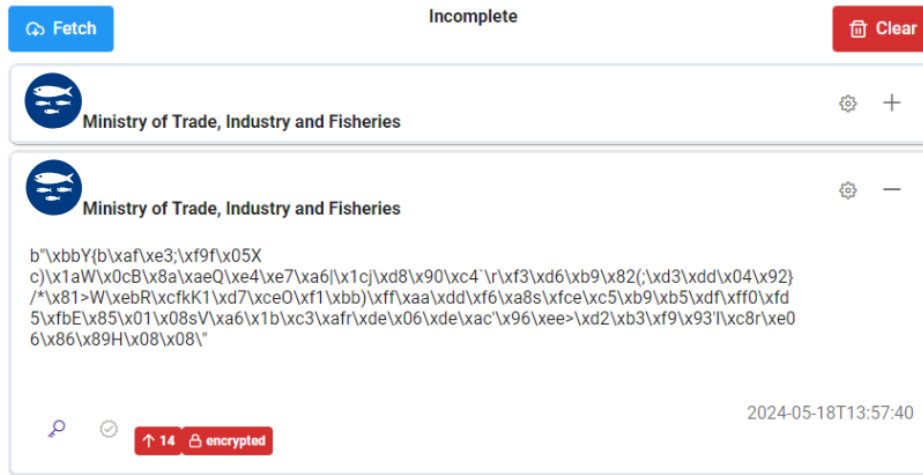 Fetch
Incomplete
Clear
Ministry of Trade, Industry and Fisheries
Ministry of Trade, Industry and Fisheries
b"\xbbY{b\xaf\xe3;\xf9f\x05X
c)\x1aW\x0cB\x8a\xaeQ\xe4\xe7\xa6|\x1cj\xd8\x90\xc4`\r\xf3\xd6\xb9\x82(;\xd3\xdd\x04\x92}
/*\x81>W\xebR\xcfkK1\xd7\xceO\xf1\xbb)\xff\xaa\xdd\xf6\xa8s\xfce\xc5\xb9\xb5\xdf\xff0\xfd
5\xfbE\x85\x01\x08sV\xa6\x1b\xc3\xafr\xde\x06\xde\xac'\x96\xee>\xd2\xb3\xf9\x93'I\xc8r\xe0
6\x86\x89H\x08\x08\"
2024-05-18T13:57:40
14 encrypted